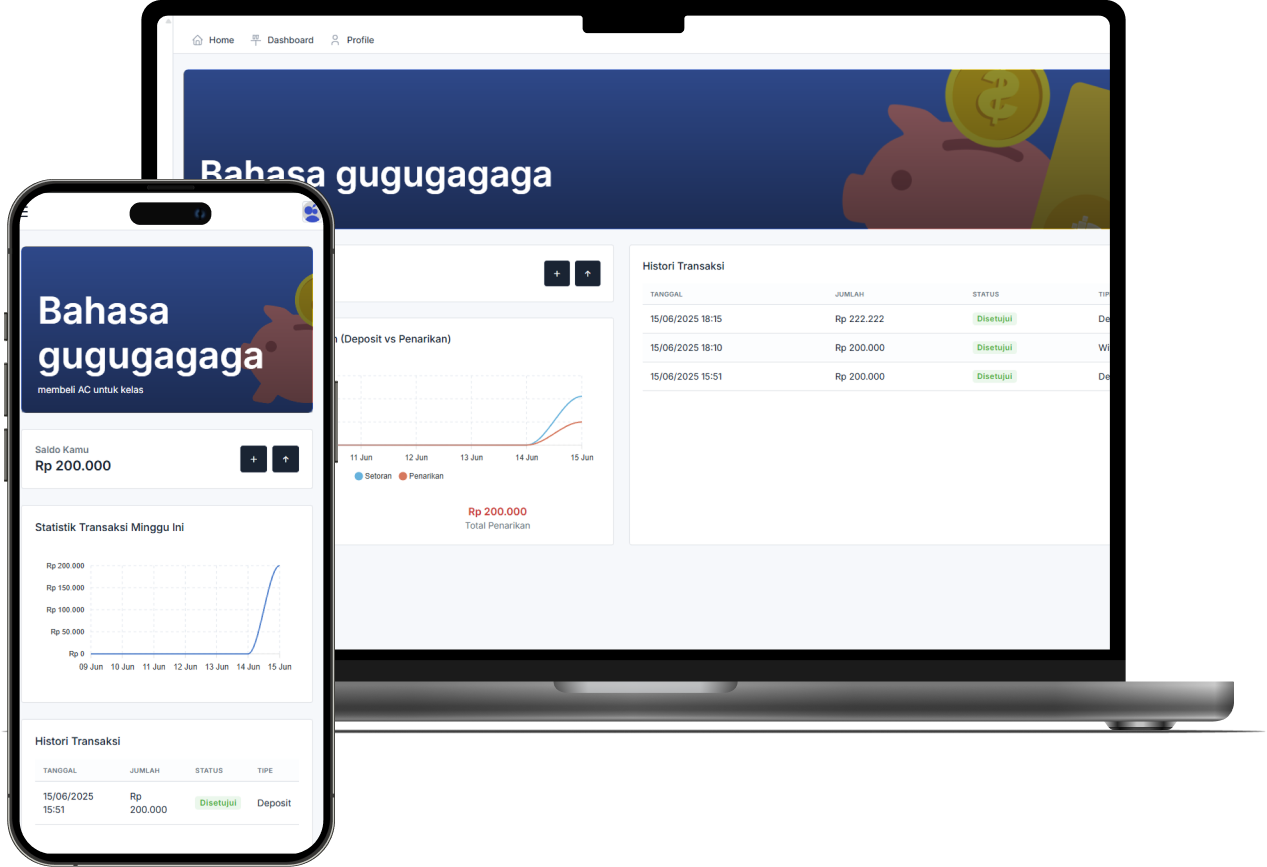 Home Dashboard Profile
Bahasa gugugagaga
Histori Transaksi
TANGGAL JUMLAH STATUS
15/06/2025 18:15 Rp 222.222 Disetujui
15/06/2025 18:10 Rp 200.000 Disetujui
15/06/2025 15:51 Rp 200.000 Disetujui
(Deposit vs Penarikan)
11 Jun 12 Jun 13 Jun 14 Jun 15 Jun
Setoran Penarikan
Rp 200.000
Total Penarikan
Bahasa
gugugagaga
membeli AC untuk kelas
Saldo Kamu
Rp 200.000
Statistik Transaksi Minggu Ini
Rp 200.000
Rp 150.000
Rp 100.000
Rp 50.000
Rp 0
09 Jun 10 Jun 11 Jun 12 Jun 13 Jun 14 Jun 15 Jun
Histori Transaksi
TANGGAL JUMLAH STATUS TIPE
15/06/2025 Rp Disetujui Deposit
15:51 200.000